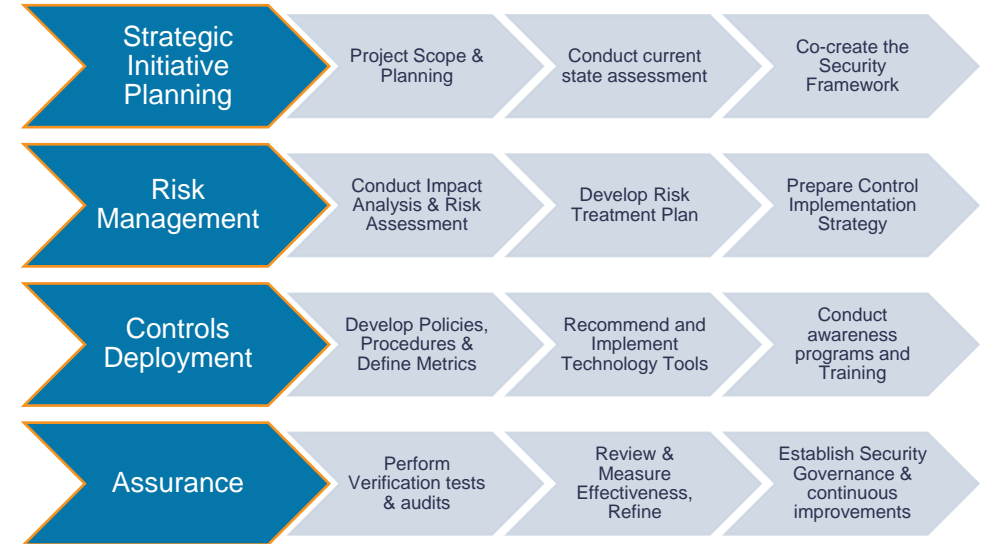 Strategic
Initiative
Planning
Project Scope &
Planning
Conduct current
state assessment
Co-create the
Security
Framework
Risk
Management
Conduct Impact
Analysis & Risk
Assessment
Develop Risk
Treatment Plan
Prepare Control
Implementation
Strategy
Controls
Deployment
Develop Policies,
Procedures &
Define Metrics
Recommend and
Implement
Technology Tools
Conduct
awareness
programs and
Training
Assurance
Perform
Verification tests
& audits
Review &
Measure
Effectiveness,
Refine
Establish Security
Governance &
continuous
improvements